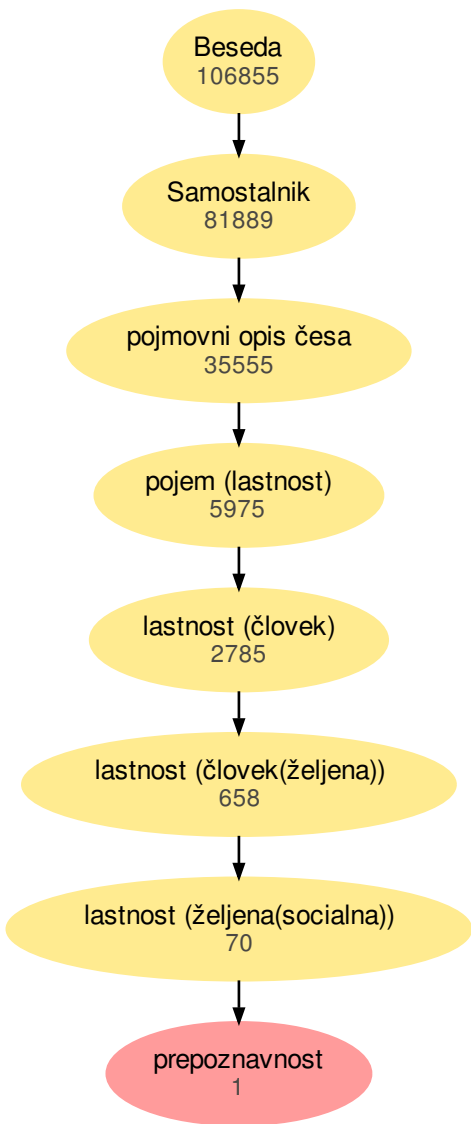 Beseda
106855
Samostalnik
81889
pojmovni opis česa
35555
pojem (lastnost)
5975
lastnost (človek)
2785
lastnost (človek(željena))
658
lastnost (željena(socialna))
70
prepoznavnost
1